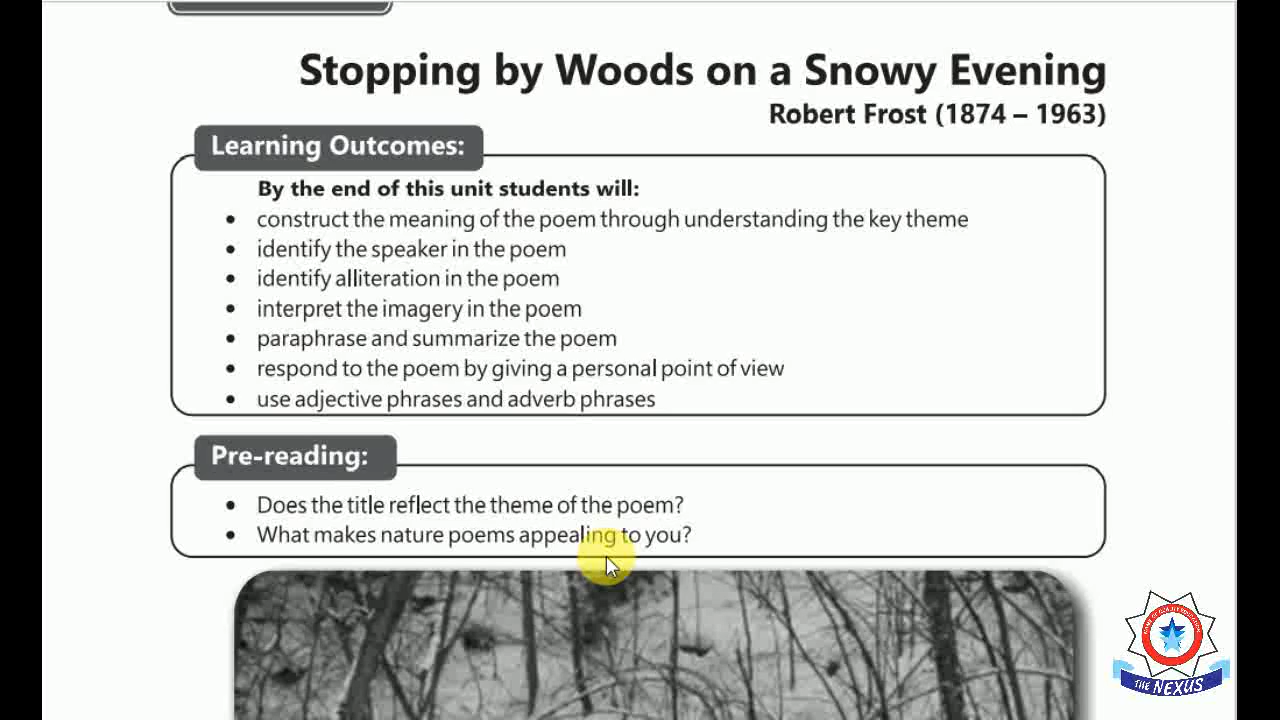 Stopping by Woods on a Snowy Evening
Robert Frost (1874 – 1963)
Learning Outcomes:
By the end of this unit students will:
• construct the meaning of the poem through understanding the key theme
• identify the speaker in the poem
• identify alliteration in the poem
• interpret the imagery in the poem
• paraphrase and summarize the poem
• respond to the poem by giving a personal point of view
• use adjective phrases and adverb phrases
Pre-reading:
• Does the title reflect the theme of the poem?
• What makes nature poems appealing to you?
THE NEXUS